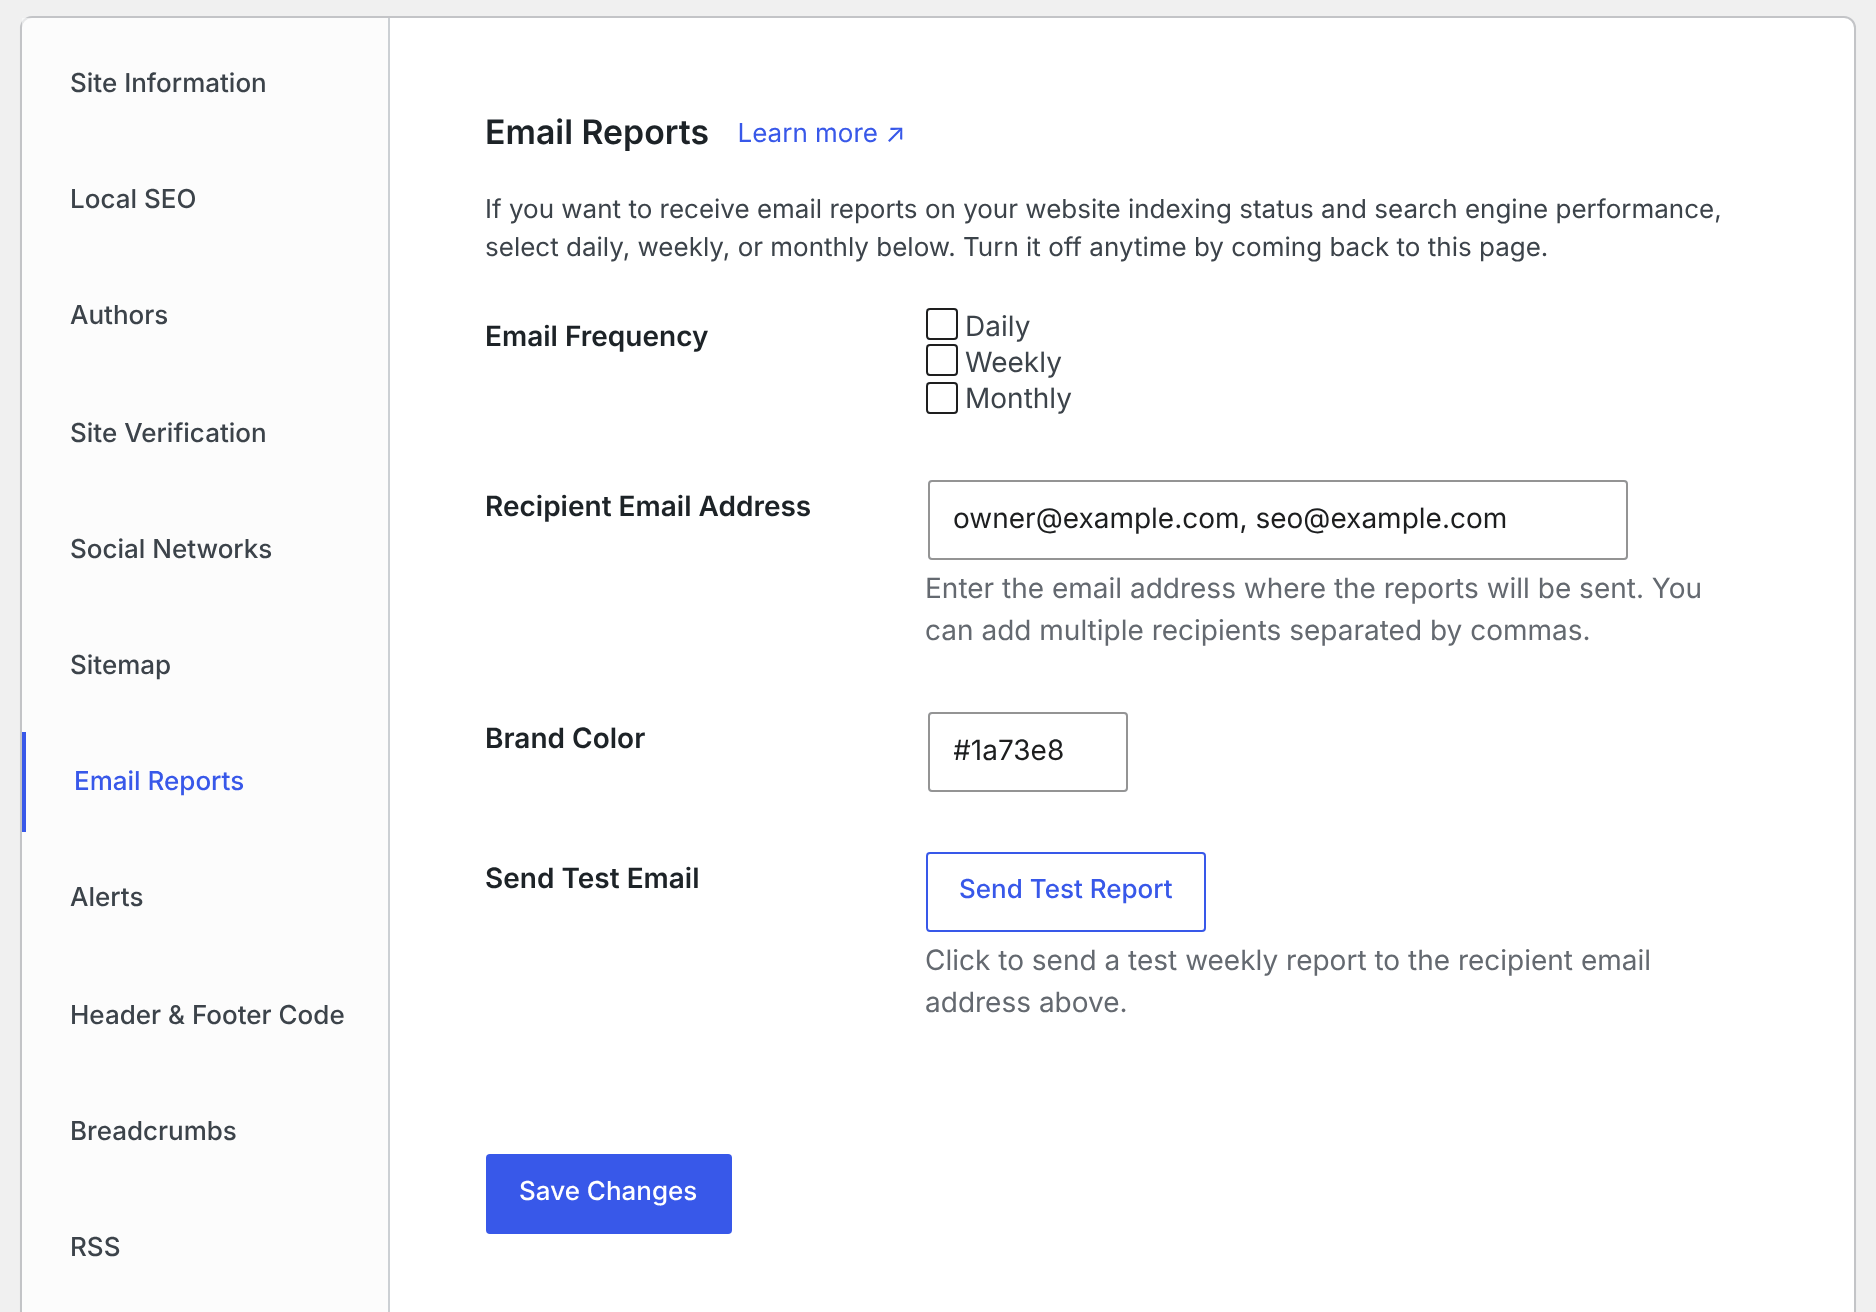 Site Information
Local SEO
Authors
Site Verification
Social Networks
Sitemap
Email Reports
Alerts
Header & Footer Code
Breadcrumbs
RSS
Email Reports Learn more ↗
If you want to receive email reports on your website indexing status and search engine performance,
select daily, weekly, or monthly below. Turn it off anytime by coming back to this page.
Email Frequency
Daily
Weekly
Monthly
Recipient Email Address
owner@example.com, seo@example.com
Enter the email address where the reports will be sent. You
can add multiple recipients separated by commas.
Brand Color
#1a73e8
Send Test Email
Send Test Report
Click to send a test weekly report to the recipient email
address above.
Save Changes